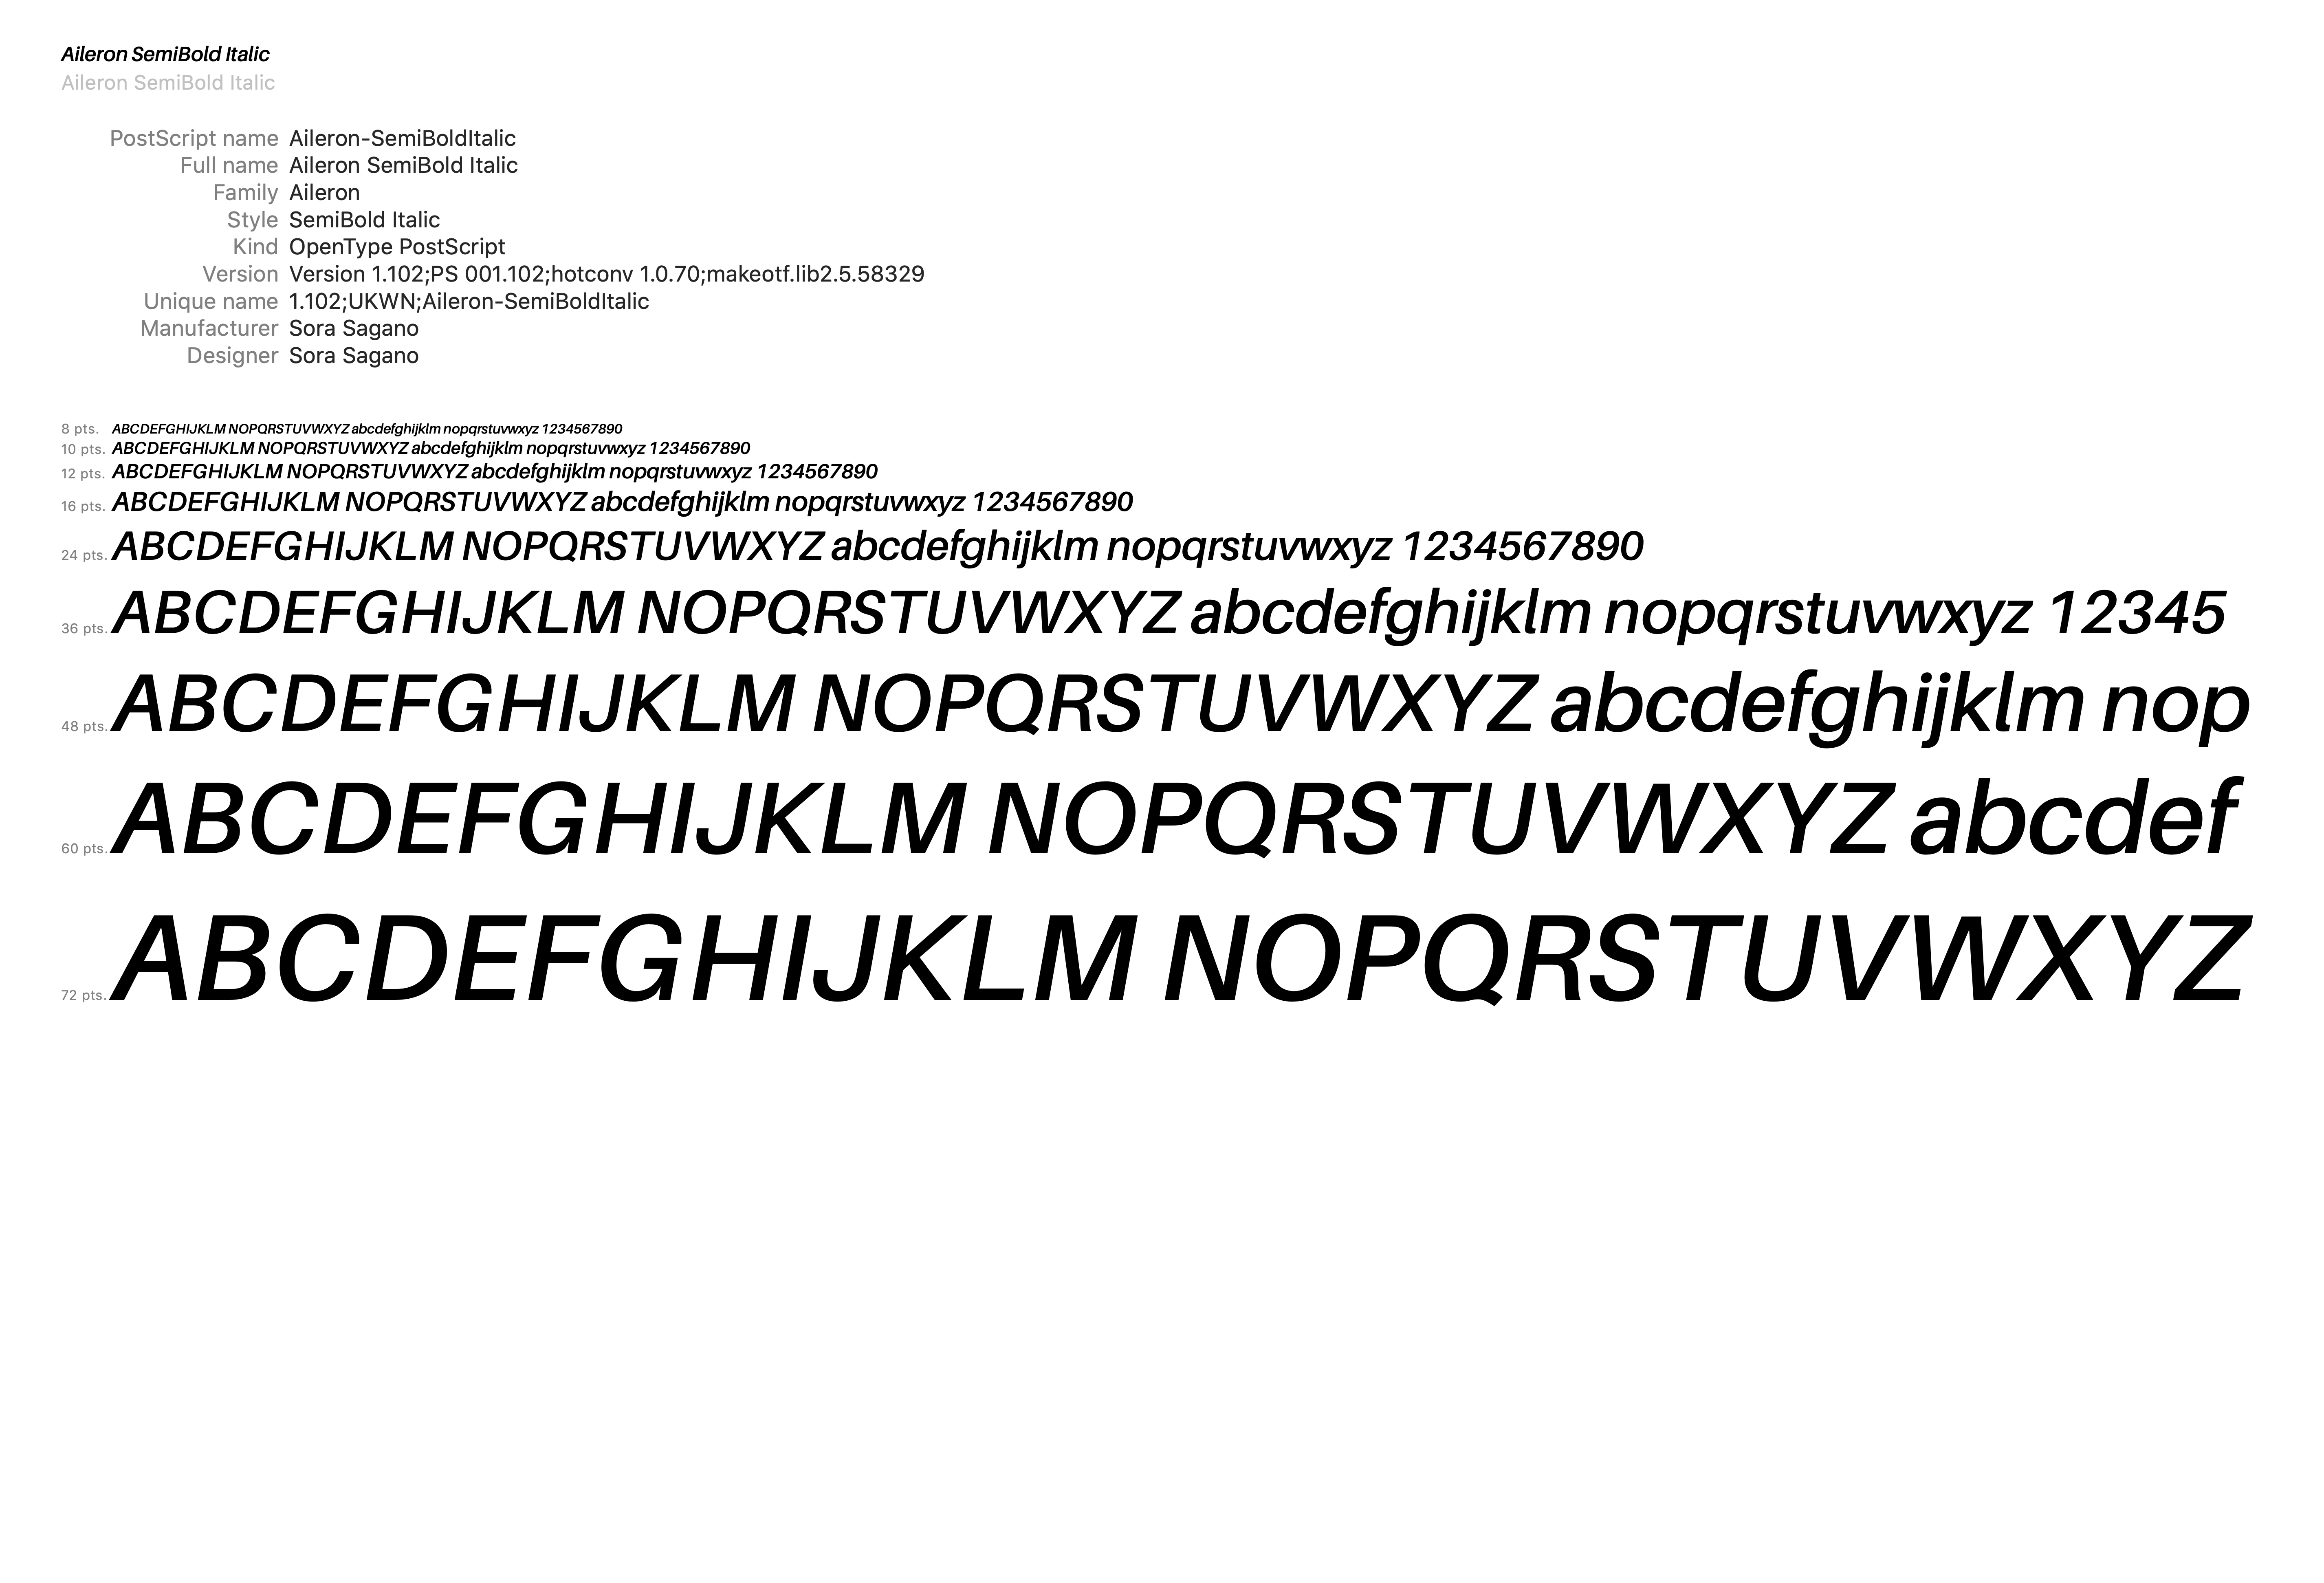 Aileron SemiBold Italic
Aileron SemiBold Italic
PostScript name Aileron-SemiBoldItalic
Full name Aileron SemiBold Italic
Family Aileron
Style SemiBold Italic
Kind OpenType PostScript
Version Version 1.102;PS 001.102;hotconv 1.0.70;makeotf.lib2.5.58329
Unique name 1.102;UKWN;Aileron-SemiBoldItalic
Manufacturer Sora Sagano
Designer Sora Sagano
8 pts. ABCDEFGHIJKLM NOPQRSTUVWXYZ abcdefghijklm nopqrstuvwxyz 1234567890
10 pts. ABCDEFGHIJKLM NOPQRSTUVWXYZ abcdefghijklm nopqrstuvwxyz 1234567890
12 pts. ABCDEFGHIJKLM NOPQRSTUVWXYZ abcdefghijklm nopqrstuvwxyz 1234567890
16 pts. ABCDEFGHIJKLM NOPQRSTUVWXYZ abcdefghijklm nopqrstuvwxyz 1234567890
24 pts. ABCDEFGHIJKLM NOPQRSTUVWXYZ abcdefghijklm nopqrstuvwxyz 1234567890
36 pts. ABCDEFGHIJKLM NOPQRSTUVWXYZ abcdefghijklm nopqrstuvwxyz 12345
48 pts. ABCDEFGHIJKLM NOPQRSTUVWXYZ abcdefghijklm nop
60 pts. ABCDEFGHIJKLM NOPQRSTUVWXYZ abcdef
72 pts. ABCDEFGHIJKLM NOPQRSTUVWXYZ